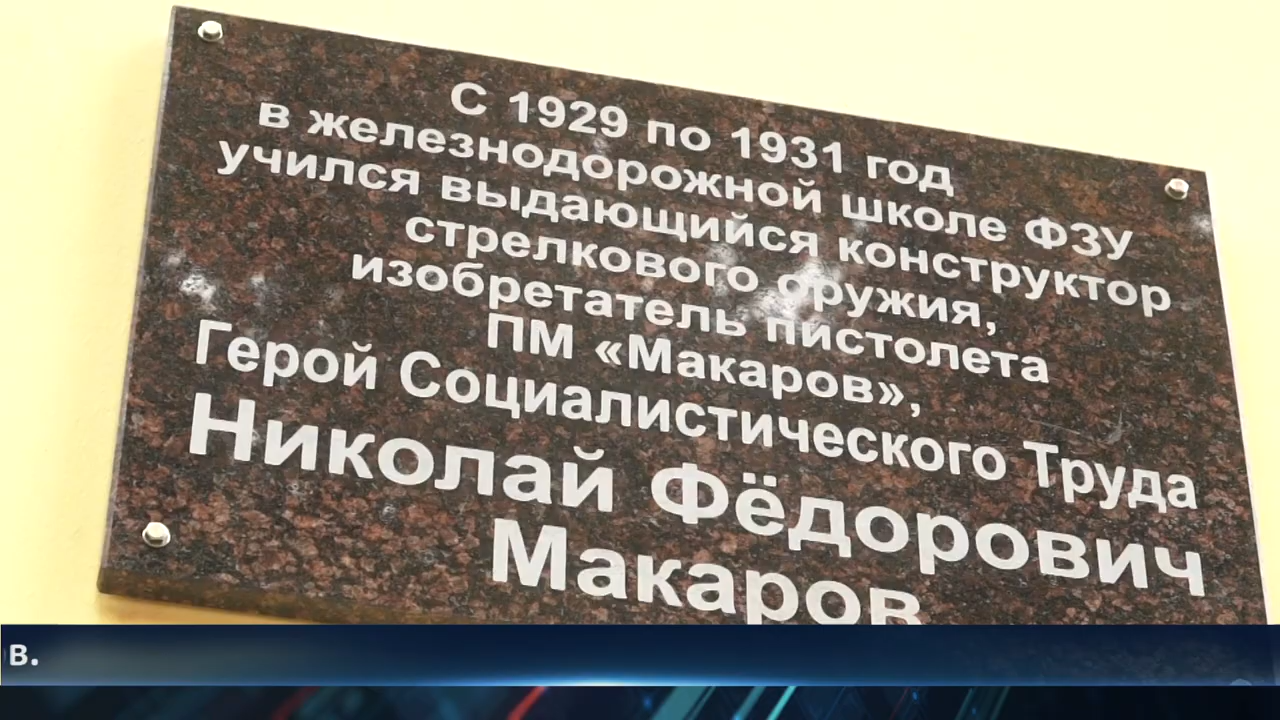 С 1929 по 1931 год
в железнодорожной школе ФЗУ
учился выдающийся конструктор
стрелкового оружия,
изобретатель пистолета
ПМ «Макаров»,
Герой Социалистического Труда
Николай Фёдорович
Макаров
в.